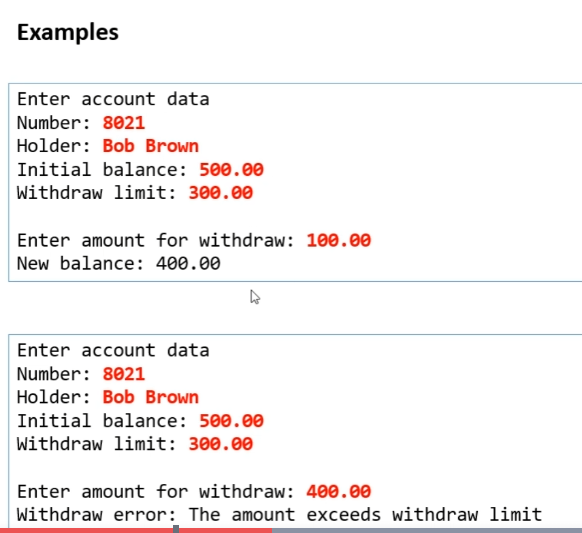 Examples
Enter account data
Number: 8021
Holder: Bob Brown
Initial balance: 500.00
Withdraw limit: 300.00
Enter amount for withdraw: 100.00
New balance: 400.00
Enter account data
Number: 8021
Holder: Bob Brown
Initial balance: 500.00
Withdraw limit: 300.00
Enter amount for withdraw: 400.00
Withdraw error: The amount exceeds withdraw limit